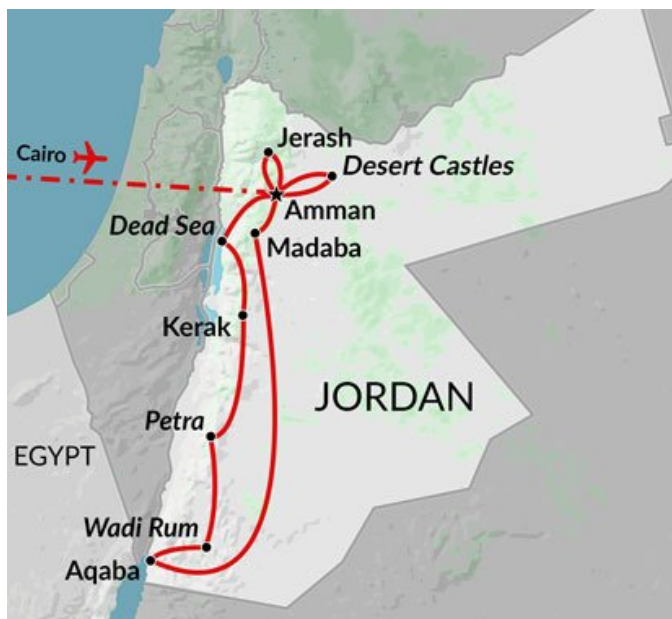 Jerash
Cairo
Desert Castles
Amman
Dead Sea
Madaba
Kerak
JORDAN
Petra
EGYPT
Wadi Rum
Aqaba